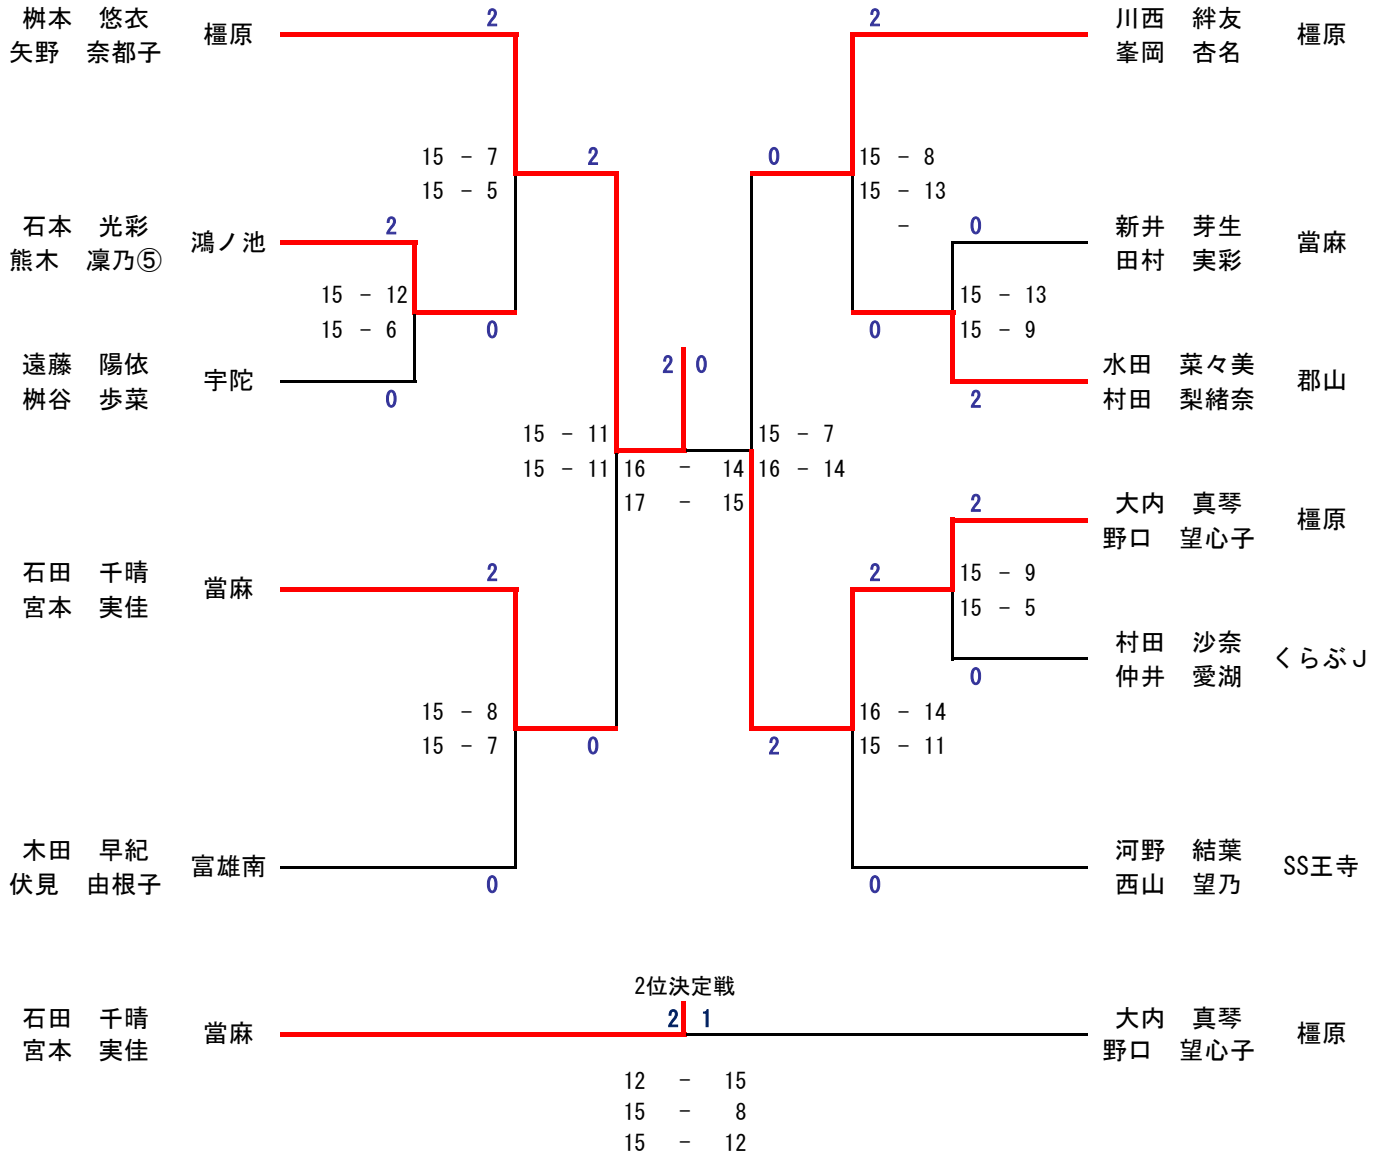 桝本　悠衣
矢野　奈都子
橿原
2
2
川西　絆友
峯岡　杏名
橿原
15 － 7
15 － 5
2
0
15 － 8
15 － 13
－
石本　光彩
熊木　凜乃⑤
鴻ノ池
2
0
新井　芽生
田村　実彩
當麻
15 － 12
15 － 6
0
0
15 － 13
15 － 9
遠藤　陽依
桝谷　歩菜
宇陀
0
2
0
2
水田　菜々美
村田　梨緒奈
郡山
15 － 11
15 － 11
16 － 14
17 － 15
15 － 7
16 － 14
2
大内　真琴
野口　望心子
橿原
石田　千晴
宮本　実佳
當麻
2
2
15 － 9
15 － 5
0
村田　沙奈
仲井　愛湖
くらぶＪ
15 － 8
15 － 7
0
2
16 － 14
15 － 11
木田　早紀
伏見　由根子
富雄南
0
0
河野　結葉
西山　望乃
SS王寺
2位決定戦
石田　千晴
宮本　実佳
當麻
2 1
大内　真琴
野口　望心子
橿原
12 － 15
15 － 8
15 － 12